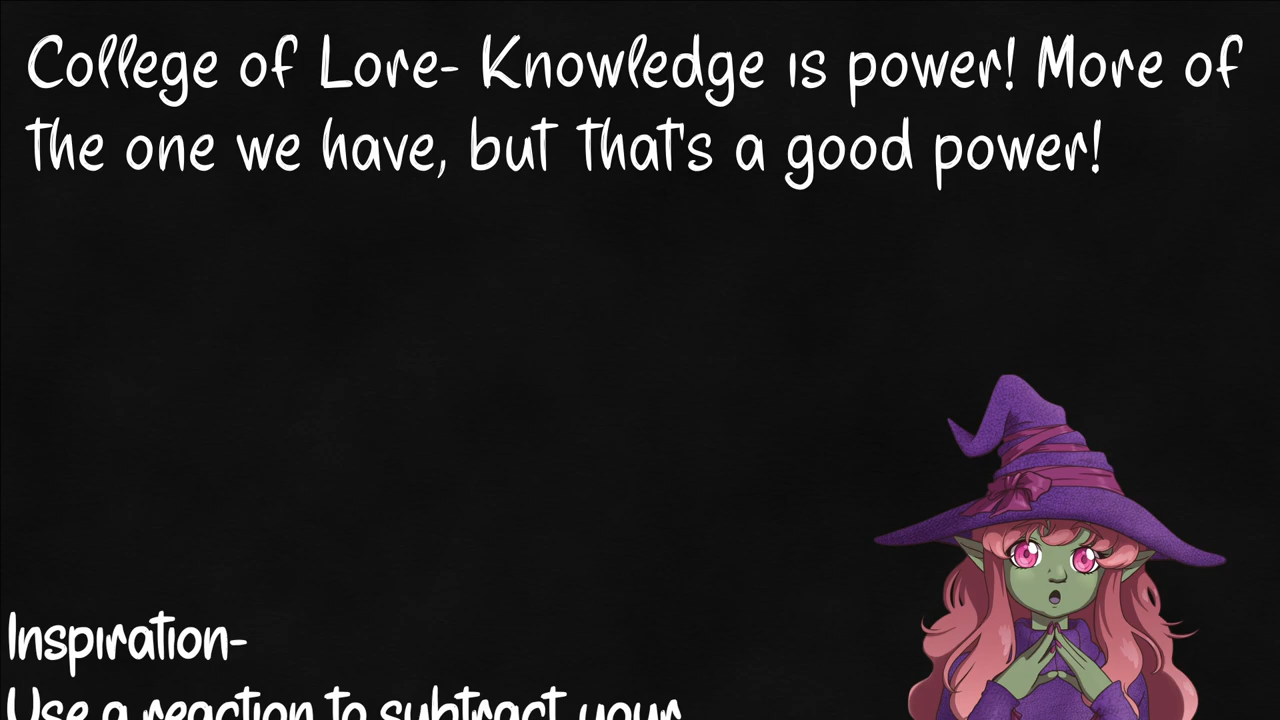 College of Lore- Knowledge is power! More of
the one we have, but that's a good power!
Inspiration-
Use a reaction to subtract your